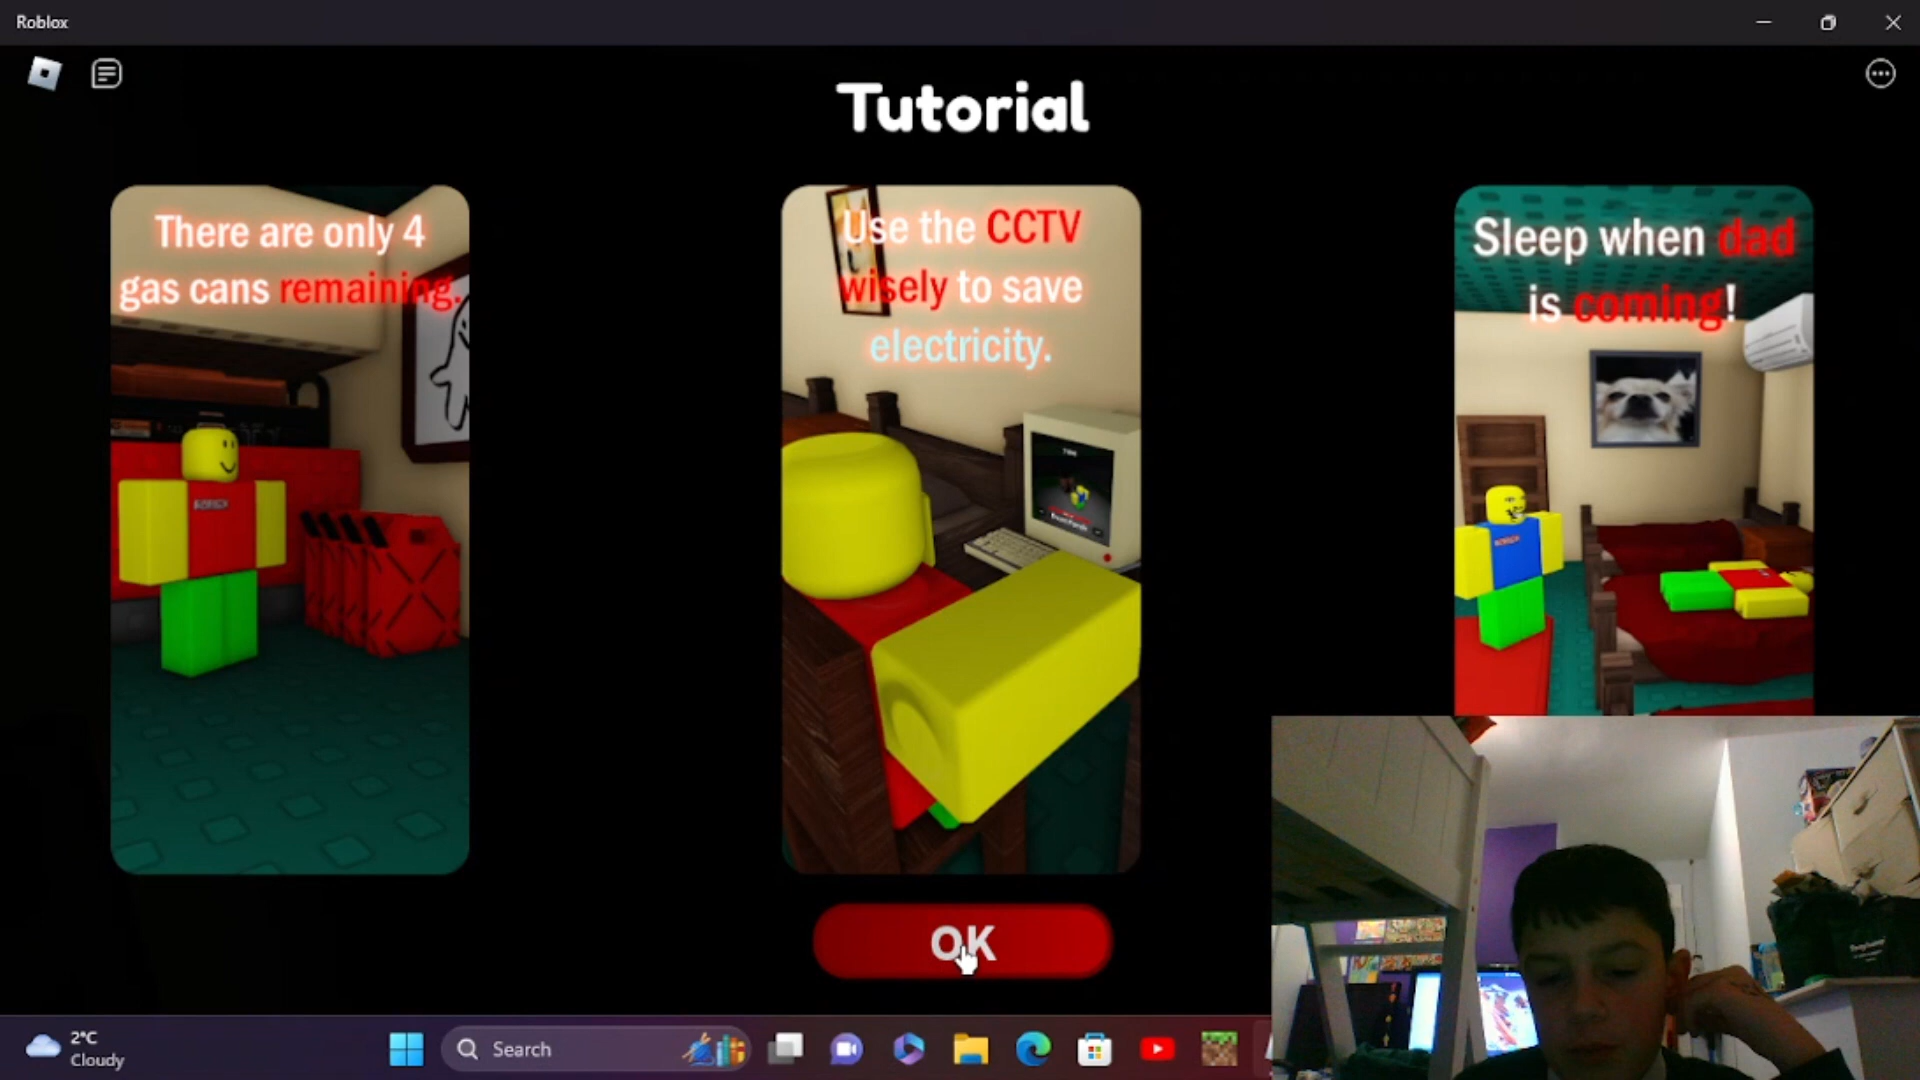 Roblox
Tutorial
There are only 4
gas cans remaining.
Use the CCTV
wisely to save
electricity.
Sleep when dad
is coming!
OK
2°C
Cloudy
Search